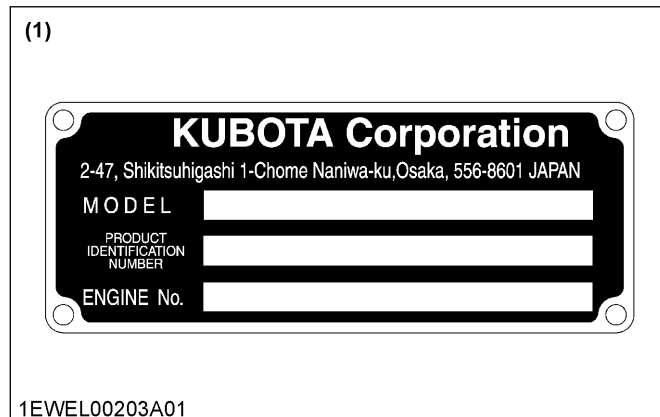 (1)
KUBOTA Corporation
2-47, Shikitsuhigashi 1-Chome Naniwa-ku,Osaka, 556-8601 JAPAN
MODEL
PRODUCT
IDENTIFICATION
NUMBER
ENGINE No.
1EWEL00203A01